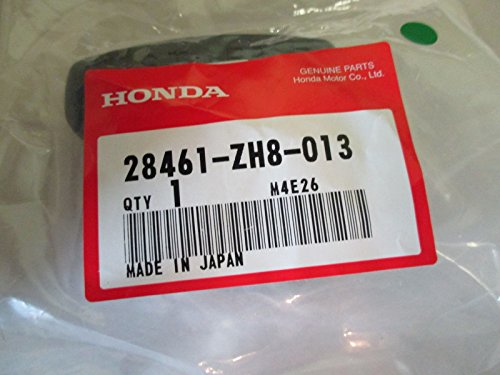 HONDA
GENUINE PARTS
Honda Motor Co., Ltd.
28461-ZH8-013
QTY 1 M4E26
MADE IN JAPAN